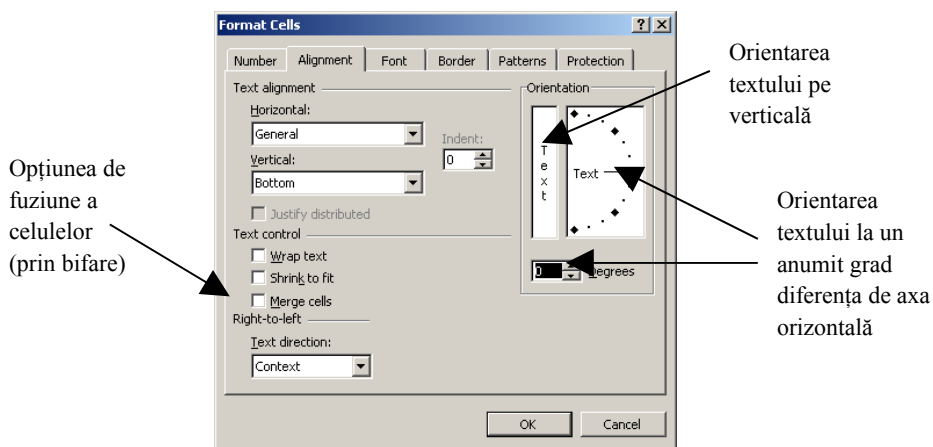 Format Cells
Number Alignment Font Border Patterns Protection
Text alignment
Horizontal:
General
Indent:
0
Vertical:
Bottom
Justify distributed
Text control
Wrap text
Shrink to fit
Merge cells
Right-to-left
Text direction:
Context
Orientation
T
e
x
t
Text
0
Degrees
OK
Cancel
Opțiunea de
fuziune a
celulelor
(prin bifare)
Orientarea
textului pe
verticală
Orientarea
textului la un
anumit grad
diferența de axa
orizontală